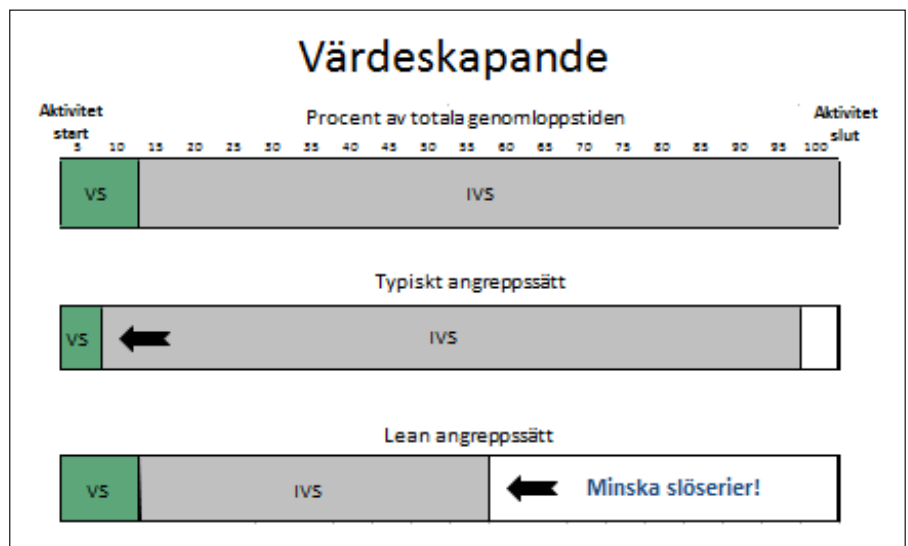 Värdeskapande
Aktivitet start
Procent av totala genomloppstiden
Aktivitet slut
5 10 15 20 25 30 35 40 45 50 55 60 65 70 75 80 85 90 95 100
VS IVS
Typiskt angreppssätt
VS IVS
Lean angreppssätt
VS IVS Minska slöserier!